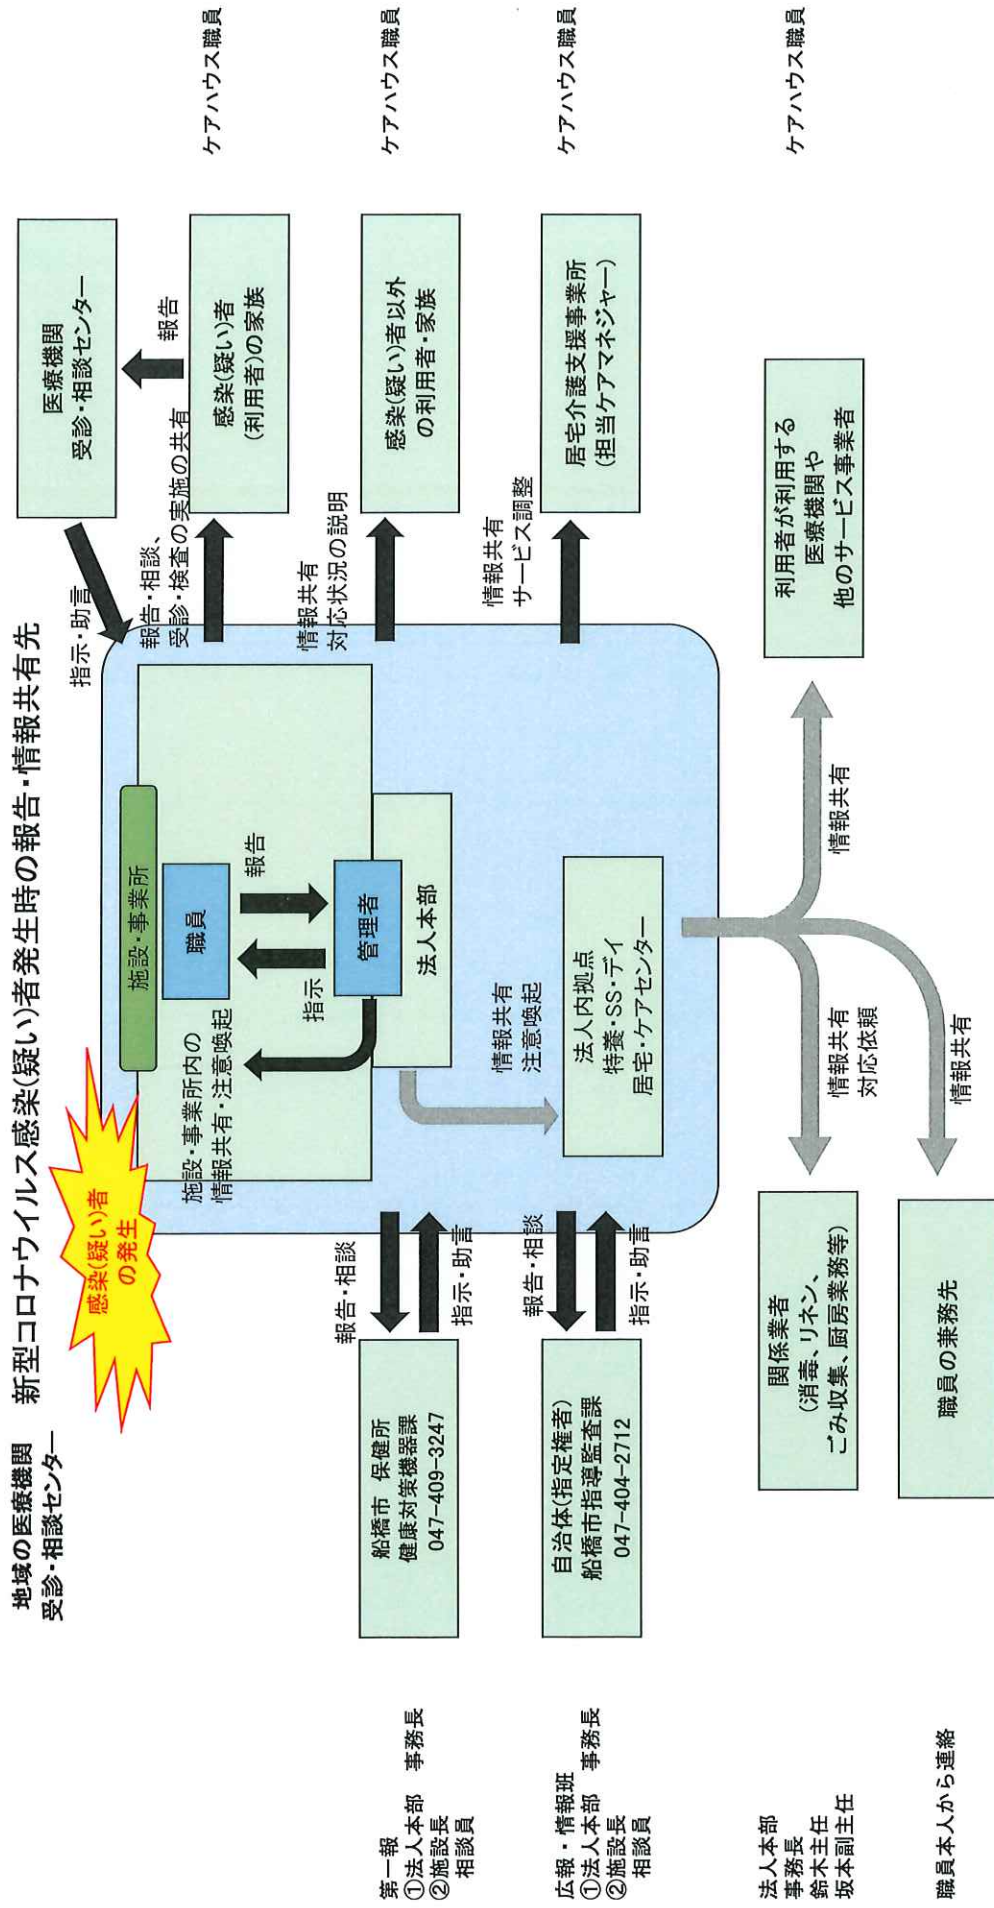 地域の医療機関
受診・相談センター
新型コロナウイルス感染(疑い)者発生時の報告・情報共有先
感染(疑い)者
の発生
施設・事業所
職員
報告
指示
管理者
法人本部
施設・事業所内の
情報共有・注意喚起
情報共有
注意喚起
法人内拠点
特養・SS・デイ
居宅・ケアセンター
指示・助言
医療機関
受診・相談センター
報告
報告・相談、
受診・検査の実施の共有
感染(疑い)者
(利用者)の家族
ケアハウス職員
情報共有
対応状況の説明
感染(疑い)者以外
の利用者・家族
ケアハウス職員
情報共有
サービス調整
居宅介護支援事業所
(担当ケアマネジャー)
ケアハウス職員
第一報
①法人本部 事務長
②施設長
相談員
船橋市 保健所
健康対策機器課
047-409-3247
報告・相談
指示・助言
広報・情報班
①法人本部 事務長
②施設長
相談員
自治体(指定権者)
船橋市指導監査課
047-404-2712
報告・相談
指示・助言
法人本部
事務長
鈴木主任
坂本副主任
関係業者
(消毒、リネン、
ごみ収集、厨房業務等)
情報共有
対応依頼
情報共有
利用者が利用する
医療機関や
他のサービス事業者
ケアハウス職員
職員本人から連絡
職員の兼務先
情報共有